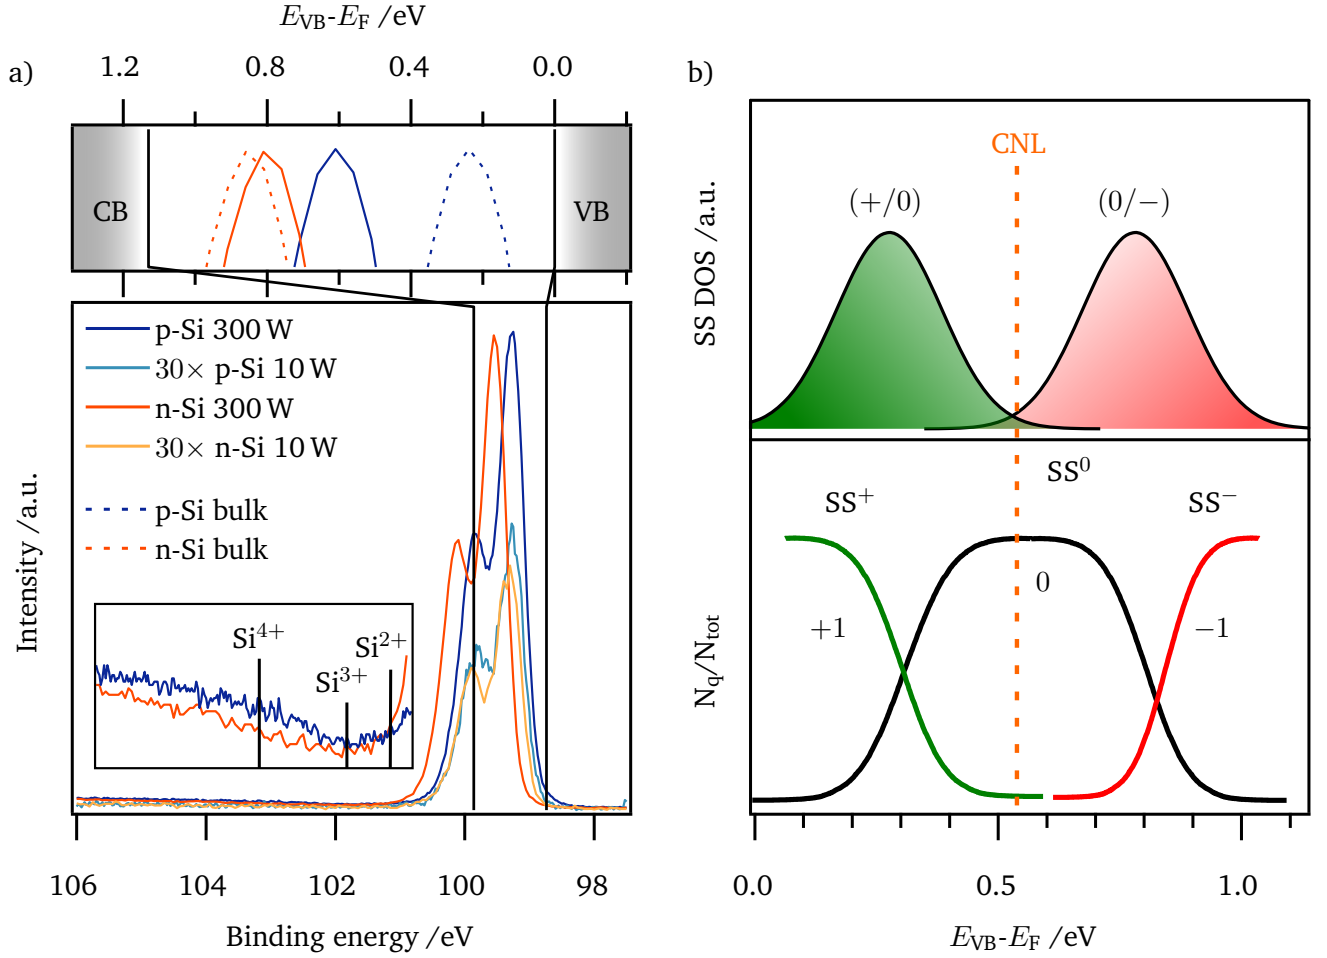 E_VB-E_F /eV
a)
1.2 0.8 0.4 0.0
CB
VB
p-Si 300 W
30× p-Si 10 W
n-Si 300 W
30× n-Si 10 W
p-Si bulk
n-Si bulk
Si⁴⁺
Si³⁺
Si²⁺
Intensity /a.u.
106 104 102 100 98
Binding energy /eV
b)
CNL
(+/0)
(0/−)
SS DOS /a.u.
SS⁰
SS⁺
SS⁻
0
+1
−1
N_q/N_tot
0.0 0.5 1.0
E_VB-E_F /eV